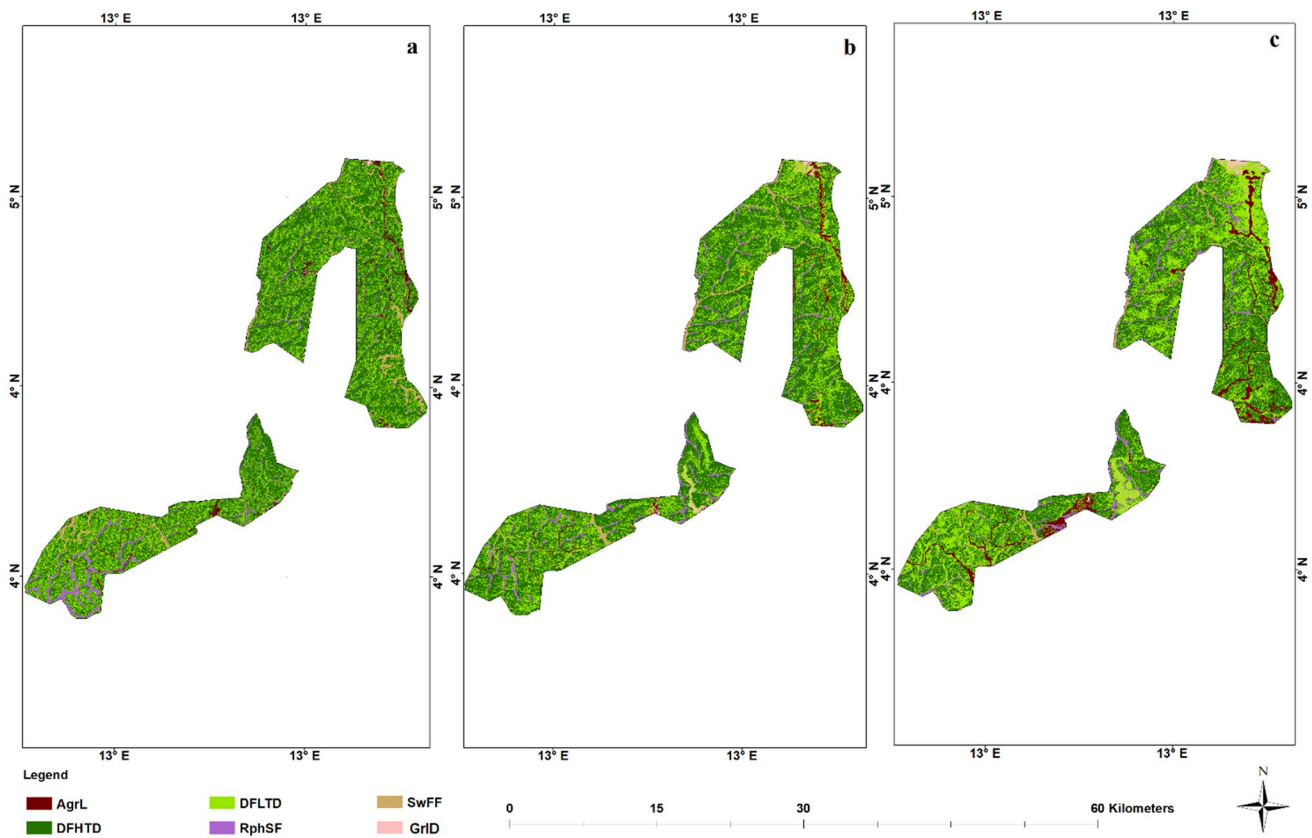 13° E 13° E 13° E 13° E 13° E 13° E
a b c
5° N 5° N 5° N 5° N
4° N 4° N 4° N 4° N
4° N 4° N 4° N 4° N
13° E 13° E 13° E 13° E 13° E 13° E
Legend
AgrL DFLTD SwFF
DFHTD RphSF GrlD
0 15 30 60 Kilometers
N